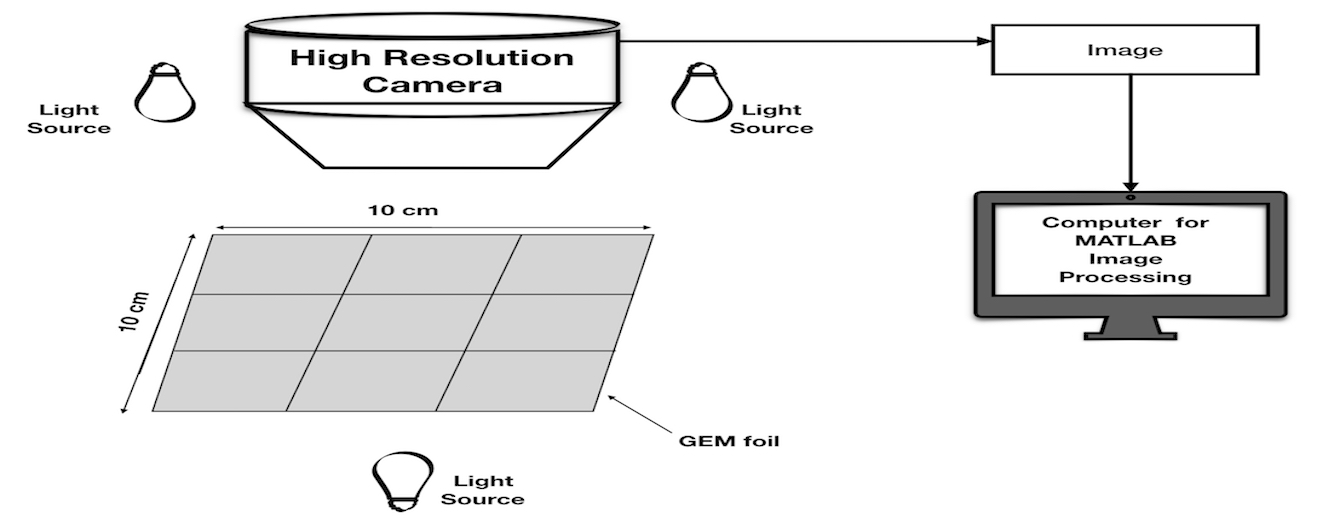 High Resolution
Camera
Image
Light
Source
Light
Source
10 cm
10 cm
Computer for
MATLAB
Image
Processing
GEM foil
Light
Source